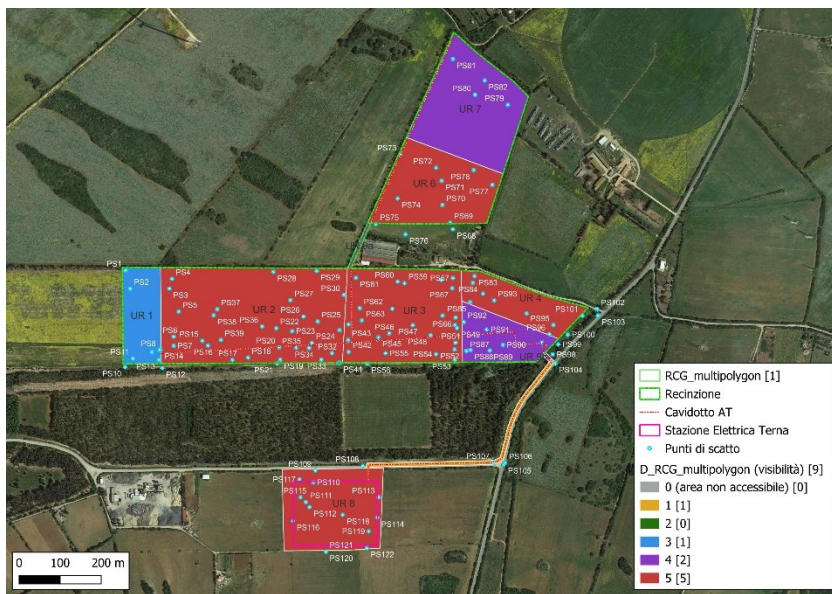 PS81
PS82
PS80
PS79
UR 7
PS73
PS72
PS78
UR 6
PS71
PS77
PS74
PS70
PS75
PS69
PS76
PS68
PS1
PS4
PS28
PS29
PS60
PS59
PS87
PS83
PS2
PS3
PS30
PS61
PS67
PS84
PS93
UR 4
PS101
PS102
PS5
PS37
PS27
PS62
PS85
PS95
PS103
UR 1
PS38
UR 2
PS26
PS25
PS63
UR 3
PS66
PS92
PS91
PS96
PS100
PS6
PS15
PS39
PS22
PS23
PS43
PS46
PS47
PS49
PS7
PS16
PS20
PS35
PS24
PS42
PS45
PS48
PS61
PS99
PS11
PS8
PS14
PS17
PS18
PS34
PS32
PS55
PS54
PS52
PS88
PS89
PS90
PS98
PS10
PS13
PS12
PS21
PS19
PS33
PS41
PS56
PS53
PS104
PS109
PS108
PS107
PS106
PS105
PS117
PS110
PS115
PS111
UR 8
PS113
PS112
PS116
PS118
PS114
PS119
PS121
PS120
PS122
0 100 200 m
RCG_multipolygon [1]
Recinzione
Cavidotto AT
Stazione Elettrica Terna
Punti di scatto
D_RCG_multipolygon (visibilità) [9]
0 (area non accessibile) [0]
1 [1]
2 [0]
3 [1]
4 [2]
5 [5]